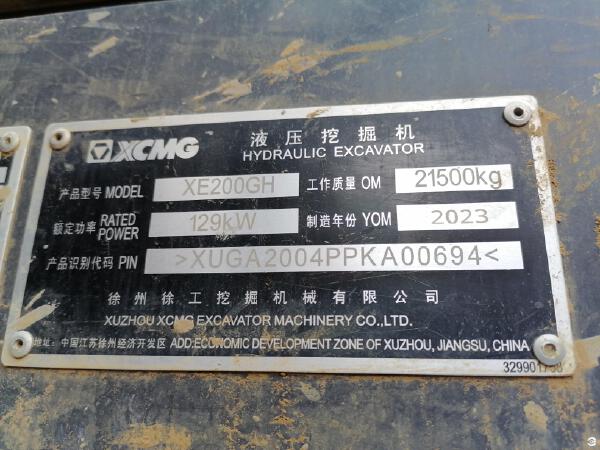 XCMG
液压挖掘机
HYDRAULIC EXCAVATOR
产品型号 MODEL XE200GH 工作质量 OM 21500kg
额定功率 RATED POWER 129kW 制造年份 YOM 2023
产品识别代码 PIN >XUGA2004PPKA00694<
徐州徐工挖掘机械有限公司
XUZHOU XCMG EXCAVATOR MACHINERY CO.,LTD.
地址: 中国江苏徐州经济开发区 ADD:ECONOMIC DEVELOPMENT ZONE OF XUZHOU, JIANGSU, CHINA